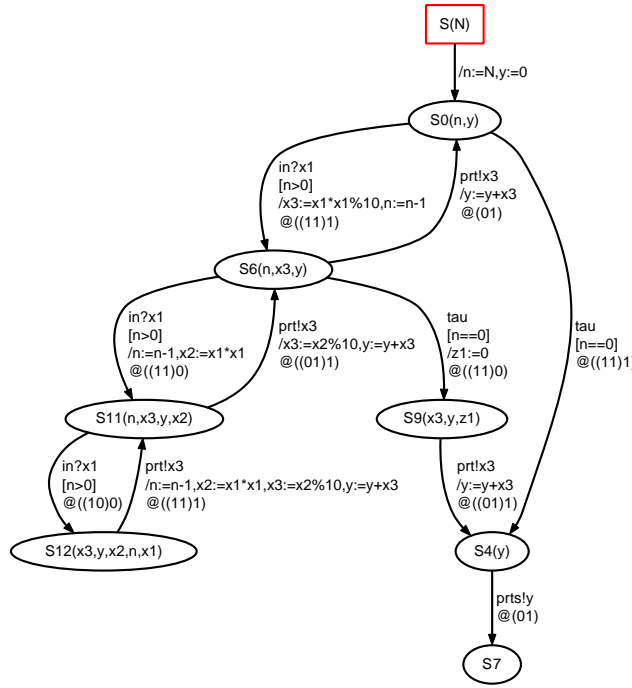 S(N)
/n:=N,y:=0
S0(n,y)
in?x1
[n>0]
/x3:=x1*x1%10,n:=n-1
@((11)1)
prt!x3
/y:=y+x3
@(01)
S6(n,x3,y)
in?x1
[n>0]
/n:=n-1,x2:=x1*x1
@((11)0)
prt!x3
/x3:=x2%10,y:=y+x3
@((01)1)
tau
[n==0]
/z1:=0
@((11)0)
tau
[n==0]
@((11)1)
S11(n,x3,y,x2)
S9(x3,y,z1)
in?x1
[n>0]
@((10)0)
prt!x3
/n:=n-1,x2:=x1*x1,x3:=x2%10,y:=y+x3
@((11)1)
prt!x3
/y:=y+x3
@((01)1)
S12(x3,y,x2,n,x1)
S4(y)
prts!y
@(01)
S7